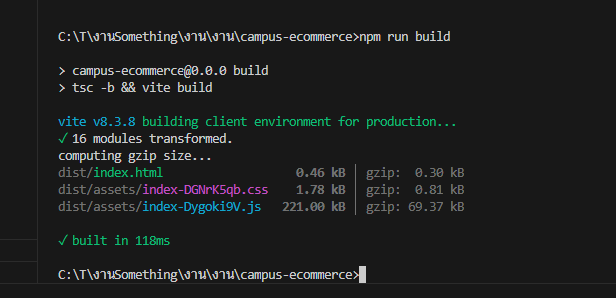 C:\T\งานSomething\งาน\งาน\campus-ecommerce>npm run build
> campus-ecommerce@0.0.0 build
> tsc -b && vite build
vite v8.3.8 building client environment for production...
✓ 16 modules transformed.
computing gzip size...
dist/index.html 0.46 kB │ gzip: 0.30 kB
dist/assets/index-DGNrK5qb.css 1.78 kB │ gzip: 0.81 kB
dist/assets/index-Dygoki9V.js 221.00 kB │ gzip: 69.37 kB
✓ built in 118ms
C:\T\งานSomething\งาน\งาน\campus-ecommerce>